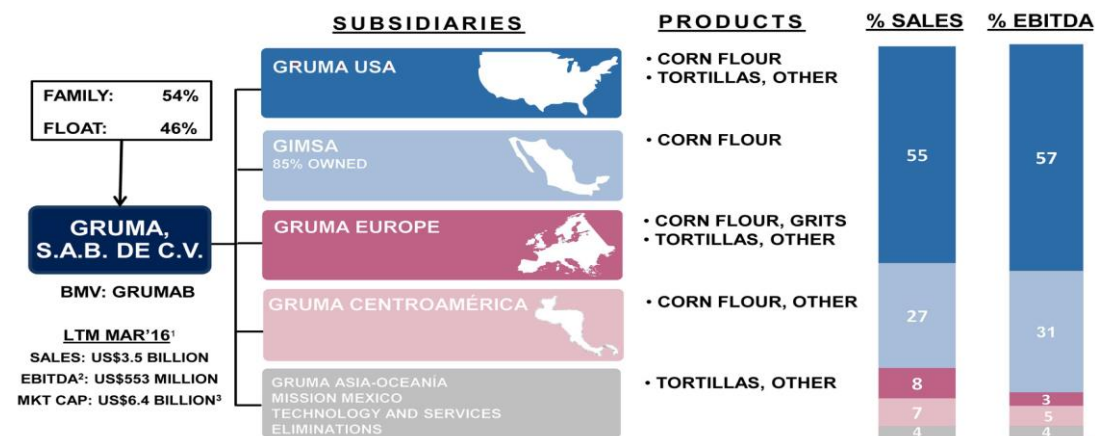 SUBSIDIARIES
PRODUCTS
% SALES
% EBITDA
FAMILY: 54%
FLOAT: 46%
GRUMA,
S.A.B. DE C.V.
BMV: GRUMAB
LTM MAR'16¹
SALES: US$3.5 BILLION
EBITDA²: US$553 MILLION
MKT CAP: US$6.4 BILLION³
GRUMA USA
• CORN FLOUR
• TORTILLAS, OTHER
GIMSA
85% OWNED
• CORN FLOUR
GRUMA EUROPE
• CORN FLOUR, GRITS
• TORTILLAS, OTHER
GRUMA CENTROAMÉRICA
• CORN FLOUR, OTHER
GRUMA ASIA-OCEANÍA
MISSION MEXICO
TECHNOLOGY AND SERVICES
ELIMINATIONS
• TORTILLAS, OTHER
55
27
8
7
4
57
31
3
5
4